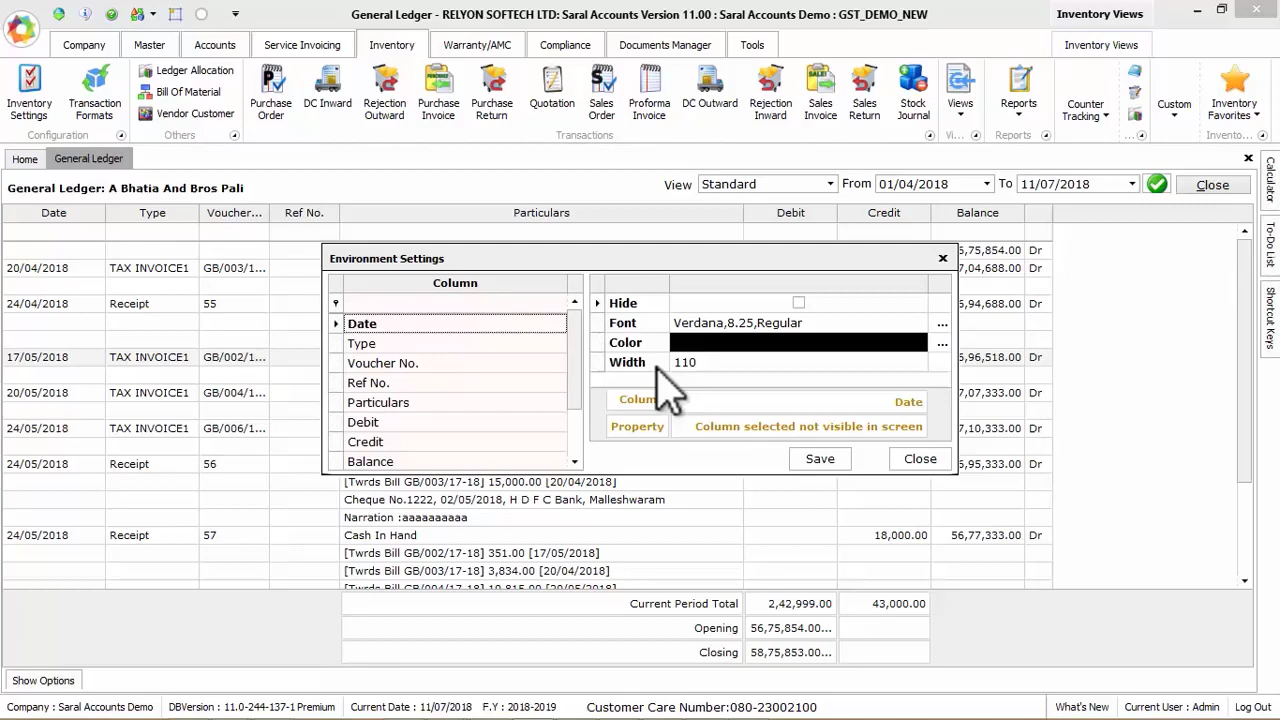 General Ledger - RELYON SOFTECH LTD: Saral Accounts Version 11.00 : Saral Accounts Demo : GST_DEMO_NEW
Inventory Views
Company Master Accounts Service Invoicing Inventory Warranty/AMC Compliance Documents Manager Tools Inventory Views
Inventory Settings
Transaction Formats
Configuration
Ledger Allocation
Bill Of Material
Vendor Customer
Others
Purchase Order
DC Inward
Rejection Outward
Purchase Invoice
Purchase Return
Quotation
Sales Order
Proforma Invoice
DC Outward
Rejection Inward
Sales Invoice
Sales Return
Stock Journal
Transactions
Views
Vi...
Reports
Reports
Counter Tracking
...
Custom
Inventory Favorites
Invento...
Home General Ledger
General Ledger: A Bhatia And Bros Pali
View Standard From 01/04/2018 To 11/07/2018 Close
Date Type Voucher... Ref No. Particulars Debit Credit Balance
5,75,854.00 Dr
20/04/2018 TAX INVOICE1 GB/003/1... 7,04,688.00 Dr
24/04/2018 Receipt 55 5,94,688.00 Dr
17/05/2018 TAX INVOICE1 GB/002/1... 5,96,518.00 Dr
20/05/2018 TAX INVOICE1 GB/004/1... 7,07,333.00 Dr
24/05/2018 TAX INVOICE1 GB/006/1... 7,10,333.00 Dr
24/05/2018 Receipt 56 5,95,333.00 Dr
[Twrds Bill GB/002/17-18] 15,000.00 [20/04/2018]
Cheque No.1222, 02/05/2018, H D F C Bank, Malleshwaram
Narration :aaaaaaaaaa
24/05/2018 Receipt 57 Cash In Hand 18,000.00 56,77,333.00 Dr
[Twrds Bill GB/002/17-18] 351.00 [17/05/2018]
[Twrds Bill GB/003/17-18] 3,834.00 [20/04/2018]
[Twrds Bill GB/004/17-18] 10,815.00 [20/05/2018]
Current Period Total 2,42,999.00 43,000.00
Opening 56,75,854.00...
Closing 58,75,853.00...
Environment Settings
Column
Date
Type
Voucher No.
Ref No.
Particulars
Debit
Credit
Balance
Hide
Font Verdana,8.25,Regular ...
Color ...
Width 110
Colum Date
Property Column selected not visible in screen
Save Close
Calculator
To-Do List
Shortcut Keys
Show Options
Company : Saral Accounts Demo DBVersion : 11.0-244-137-1 Premium Current Date : 11/07/2018 F.Y : 2018-2019 Customer Care Number:080-23002100 What's New Current User : Admin Log Out